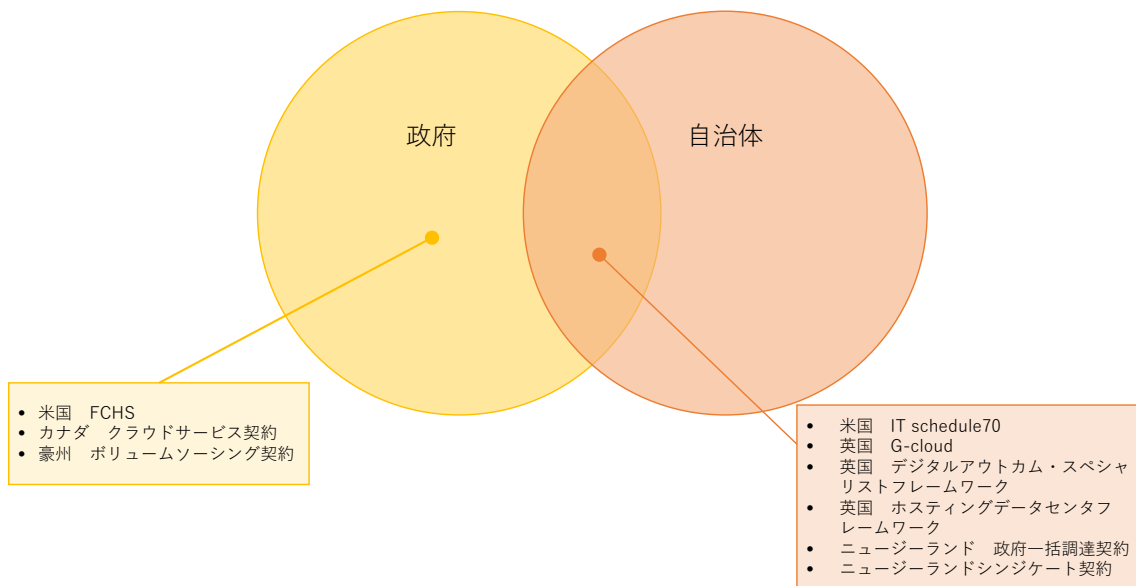 政府
自治体
• 米国　FCHS
• カナダ　クラウドサービス契約
• 豪州　ボリュームソーシング契約
• 米国　IT schedule70
• 英国　G-cloud
• 英国　デジタルアウトカム・スペシャ
リストフレームワーク
• 英国　ホスティングデータセンタフ
レームワーク
• ニュージーランド　政府一括調達契約
• ニュージーランドシンジケート契約